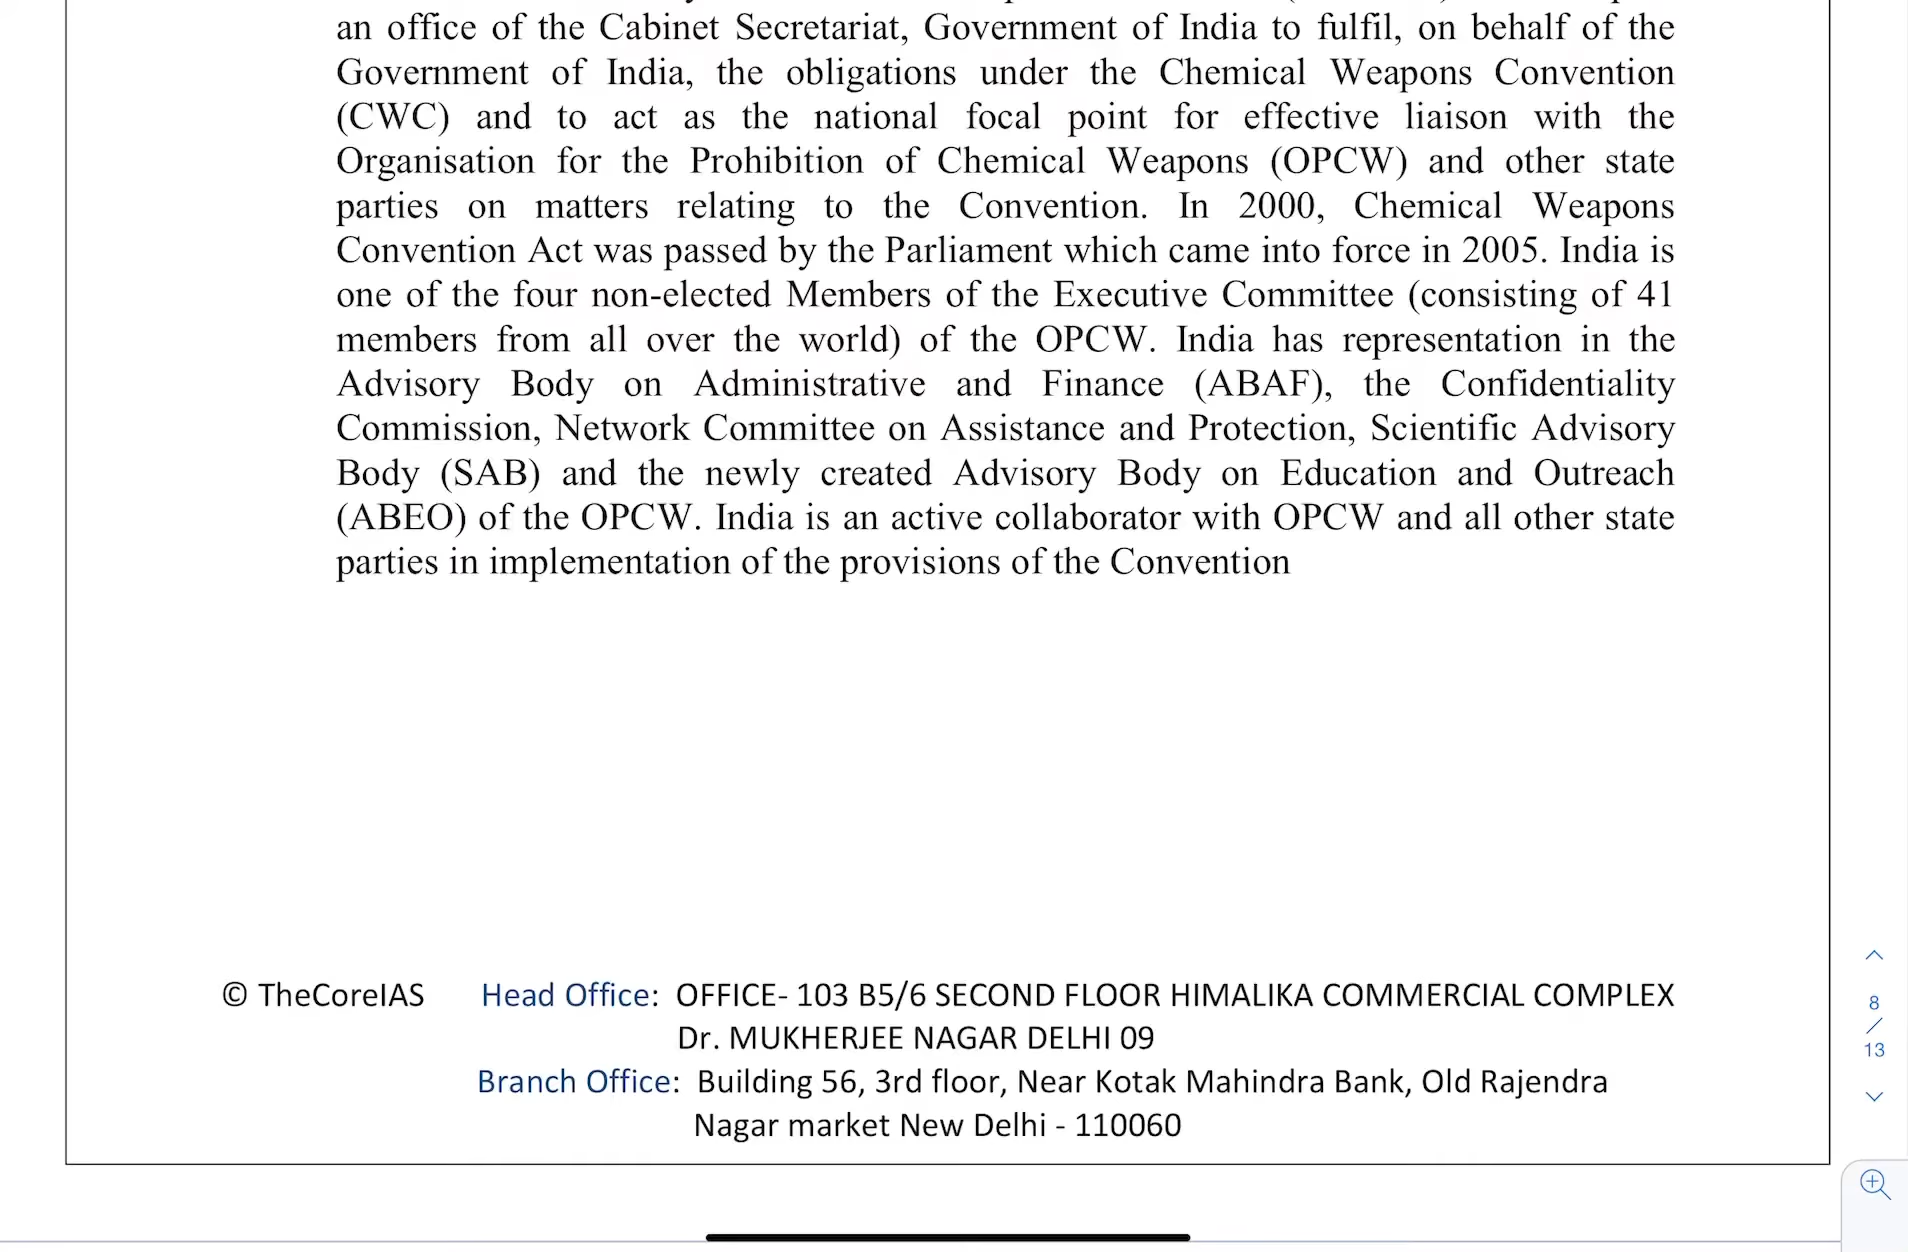 an office of the Cabinet Secretariat, Government of India to fulfil, on behalf of the
Government of India, the obligations under the Chemical Weapons Convention
(CWC) and to act as the national focal point for effective liaison with the
Organisation for the Prohibition of Chemical Weapons (OPCW) and other state
parties on matters relating to the Convention. In 2000, Chemical Weapons
Convention Act was passed by the Parliament which came into force in 2005. India is
one of the four non-elected Members of the Executive Committee (consisting of 41
members from all over the world) of the OPCW. India has representation in the
Advisory Body on Administrative and Finance (ABAF), the Confidentiality
Commission, Network Committee on Assistance and Protection, Scientific Advisory
Body (SAB) and the newly created Advisory Body on Education and Outreach
(ABEO) of the OPCW. India is an active collaborator with OPCW and all other state
parties in implementation of the provisions of the Convention
© TheCoreIAS Head Office: OFFICE- 103 B5/6 SECOND FLOOR HIMALIKA COMMERCIAL COMPLEX
Dr. MUKHERJEE NAGAR DELHI 09
Branch Office: Building 56, 3rd floor, Near Kotak Mahindra Bank, Old Rajendra
Nagar market New Delhi - 110060
8
/
13